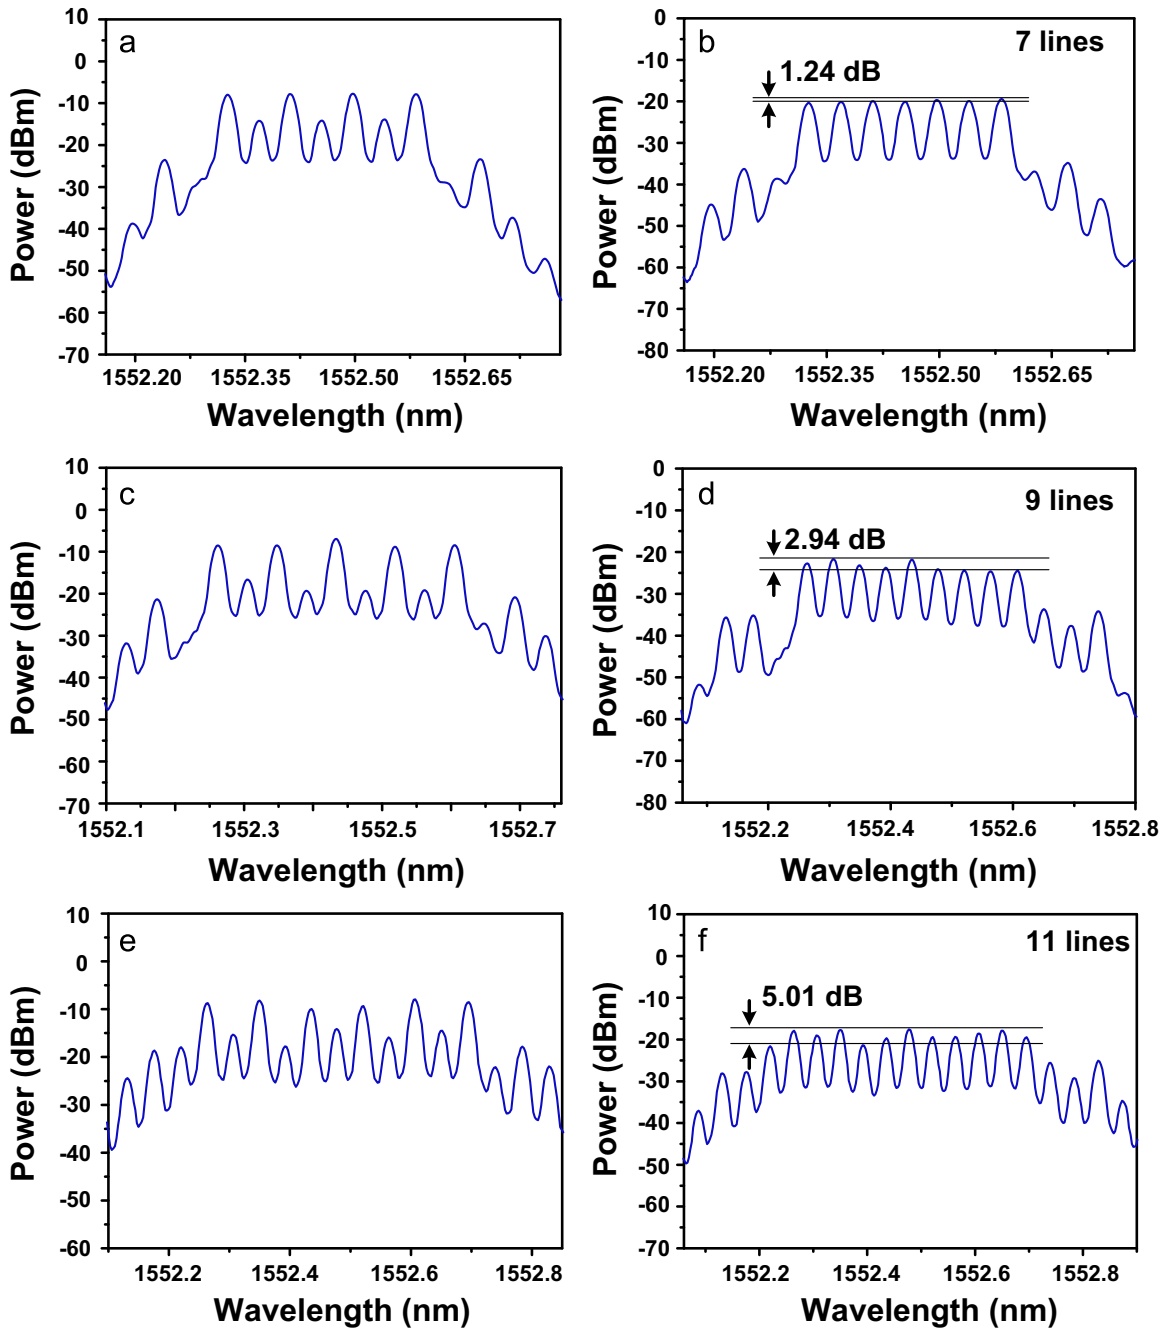 a
10
0
-10
-20
-30
-40
-50
-60
-70
Power (dBm)
1552.20 1552.35 1552.50 1552.65
Wavelength (nm)
b
7 lines
1.24 dB
0
-10
-20
-30
-40
-50
-60
-70
-80
Power (dBm)
1552.20 1552.35 1552.50 1552.65
Wavelength (nm)
c
10
0
-10
-20
-30
-40
-50
-60
-70
Power (dBm)
1552.1 1552.3 1552.5 1552.7
Wavelength (nm)
d
9 lines
2.94 dB
0
-10
-20
-30
-40
-50
-60
-70
-80
Power (dBm)
1552.2 1552.4 1552.6 1552.8
Wavelength (nm)
e
10
0
-10
-20
-30
-40
-50
-60
Power (dBm)
1552.2 1552.4 1552.6 1552.8
Wavelength (nm)
f
11 lines
5.01 dB
10
0
-10
-20
-30
-40
-50
-60
-70
Power (dBm)
1552.2 1552.4 1552.6 1552.8
Wavelength (nm)